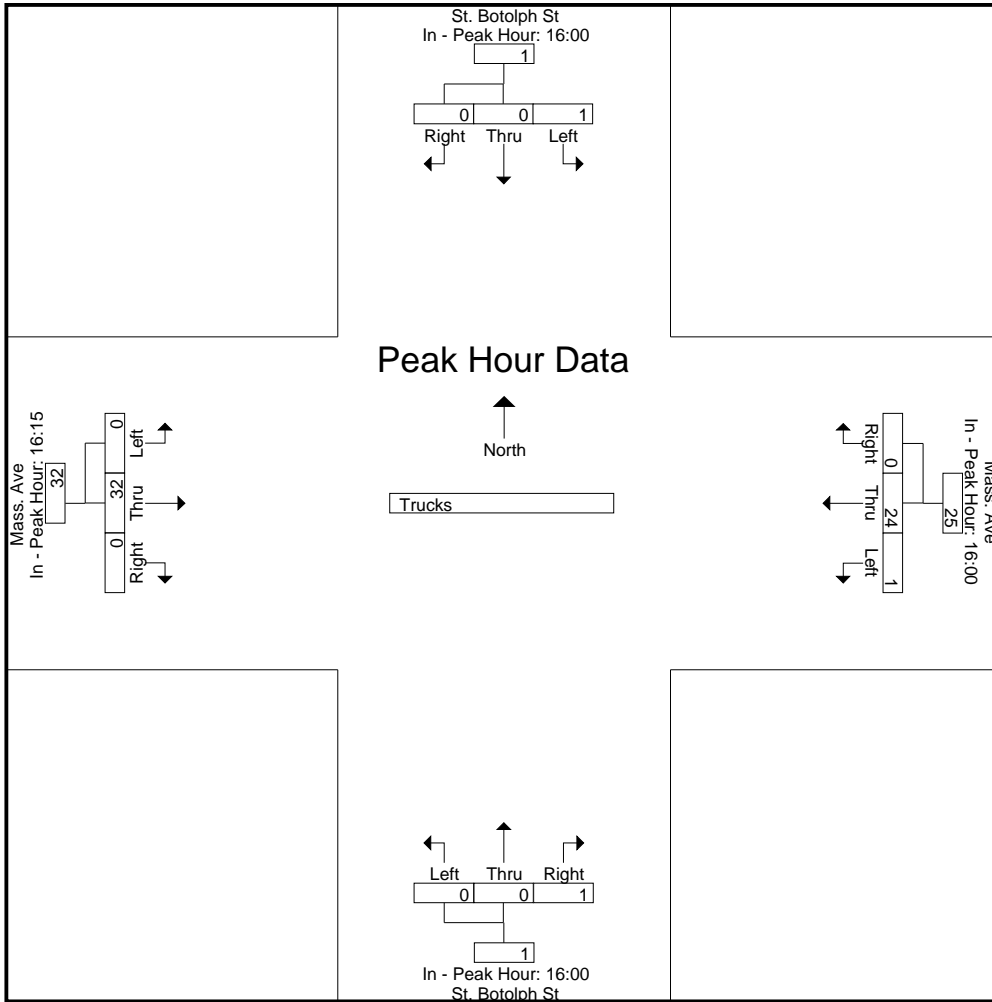 St. Botolph St
In - Peak Hour: 16:00
1
0 0 1
Right Thru Left
Peak Hour Data
North
Trucks
Mass. Ave
In - Peak Hour: 16:15
32
0 32 0
Left Thru Right
Mass. Ave
In - Peak Hour: 16:00
25
0 24 1
Right Thru Left
Left Thru Right
0 0 1
1
In - Peak Hour: 16:00
St. Botolph St